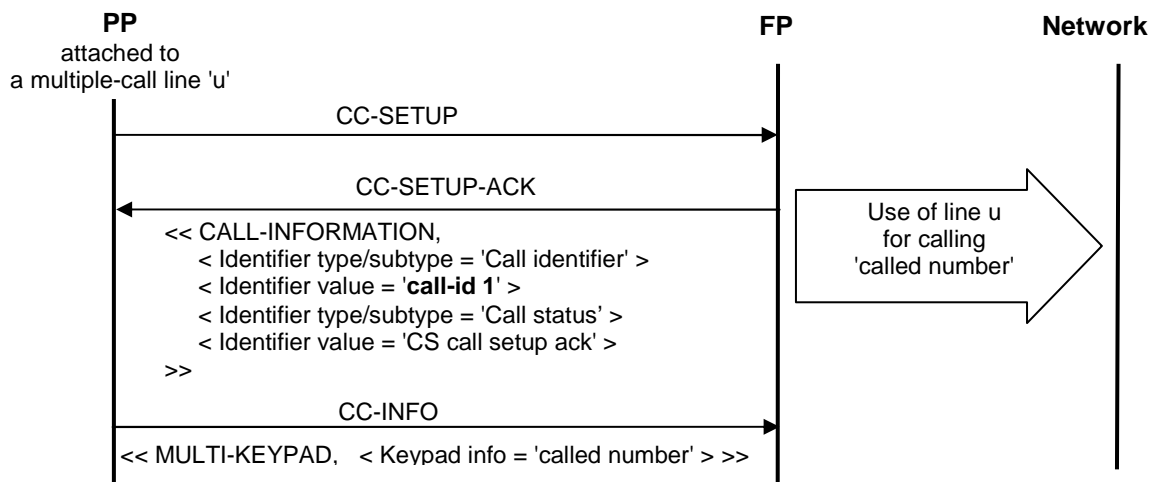 PP
attached to
a multiple-call line 'u'
FP
Network
CC-SETUP
CC-SETUP-ACK
<< CALL-INFORMATION,
< Identifier type/subtype = 'Call identifier' >
< Identifier value = 'call-id 1' >
< Identifier type/subtype = 'Call status’ >
< Identifier value = 'CS call setup ack' >
>>
Use of line u
for calling
'called number'
CC-INFO
<< MULTI-KEYPAD, < Keypad info = 'called number' > >>